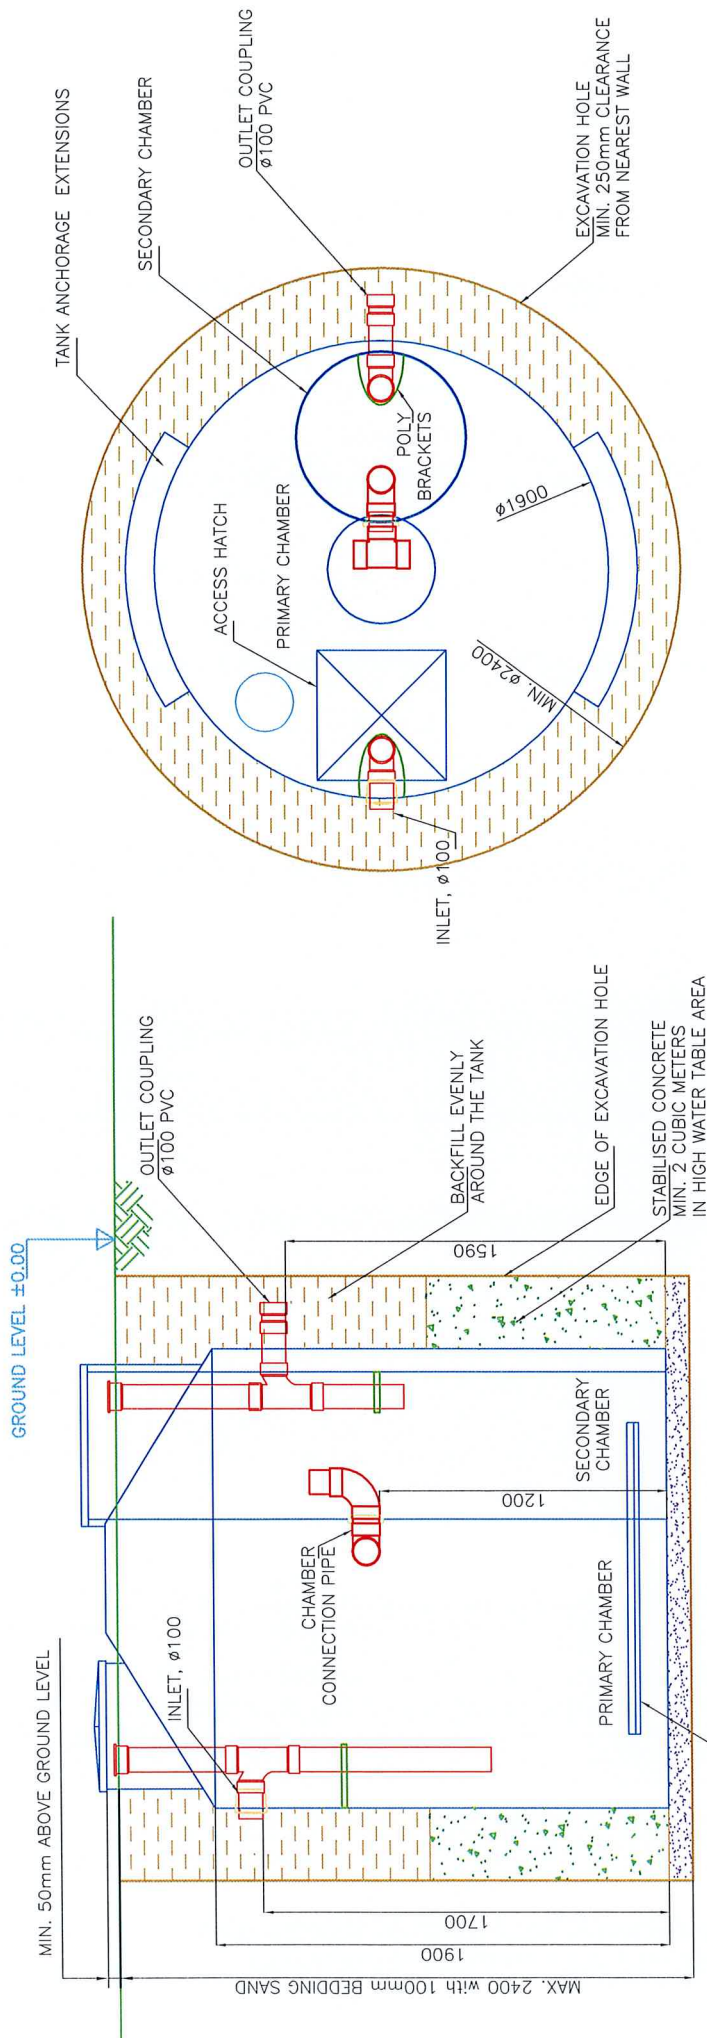 MIN. 50mm ABOVE GROUND LEVEL
GROUND LEVEL ±0.00
INLET, ø100
OUTLET COUPLING
ø100 PVC
CHAMBER
CONNECTION PIPE
BACKFILL EVENLY
AROUND THE TANK
EDGE OF EXCAVATION HOLE
STABILISED CONCRETE
MIN. 2 CUBIC METERS
IN HIGH WATER TABLE AREA
PRIMARY CHAMBER
SECONDARY
CHAMBER
1200
1590
1700
1900
MAX. 2400 with 100mm BEDDING SAND
TANK ANCHORAGE EXTENSIONS
SECONDARY CHAMBER
OUTLET COUPLING
ø100 PVC
ACCESS HATCH
PRIMARY CHAMBER
POLY
BRACKETS
INLET, ø100
ø1900
MIN. ø2400
EXCAVATION HOLE
MIN. 250mm CLEARANCE
FROM NEAREST WALL